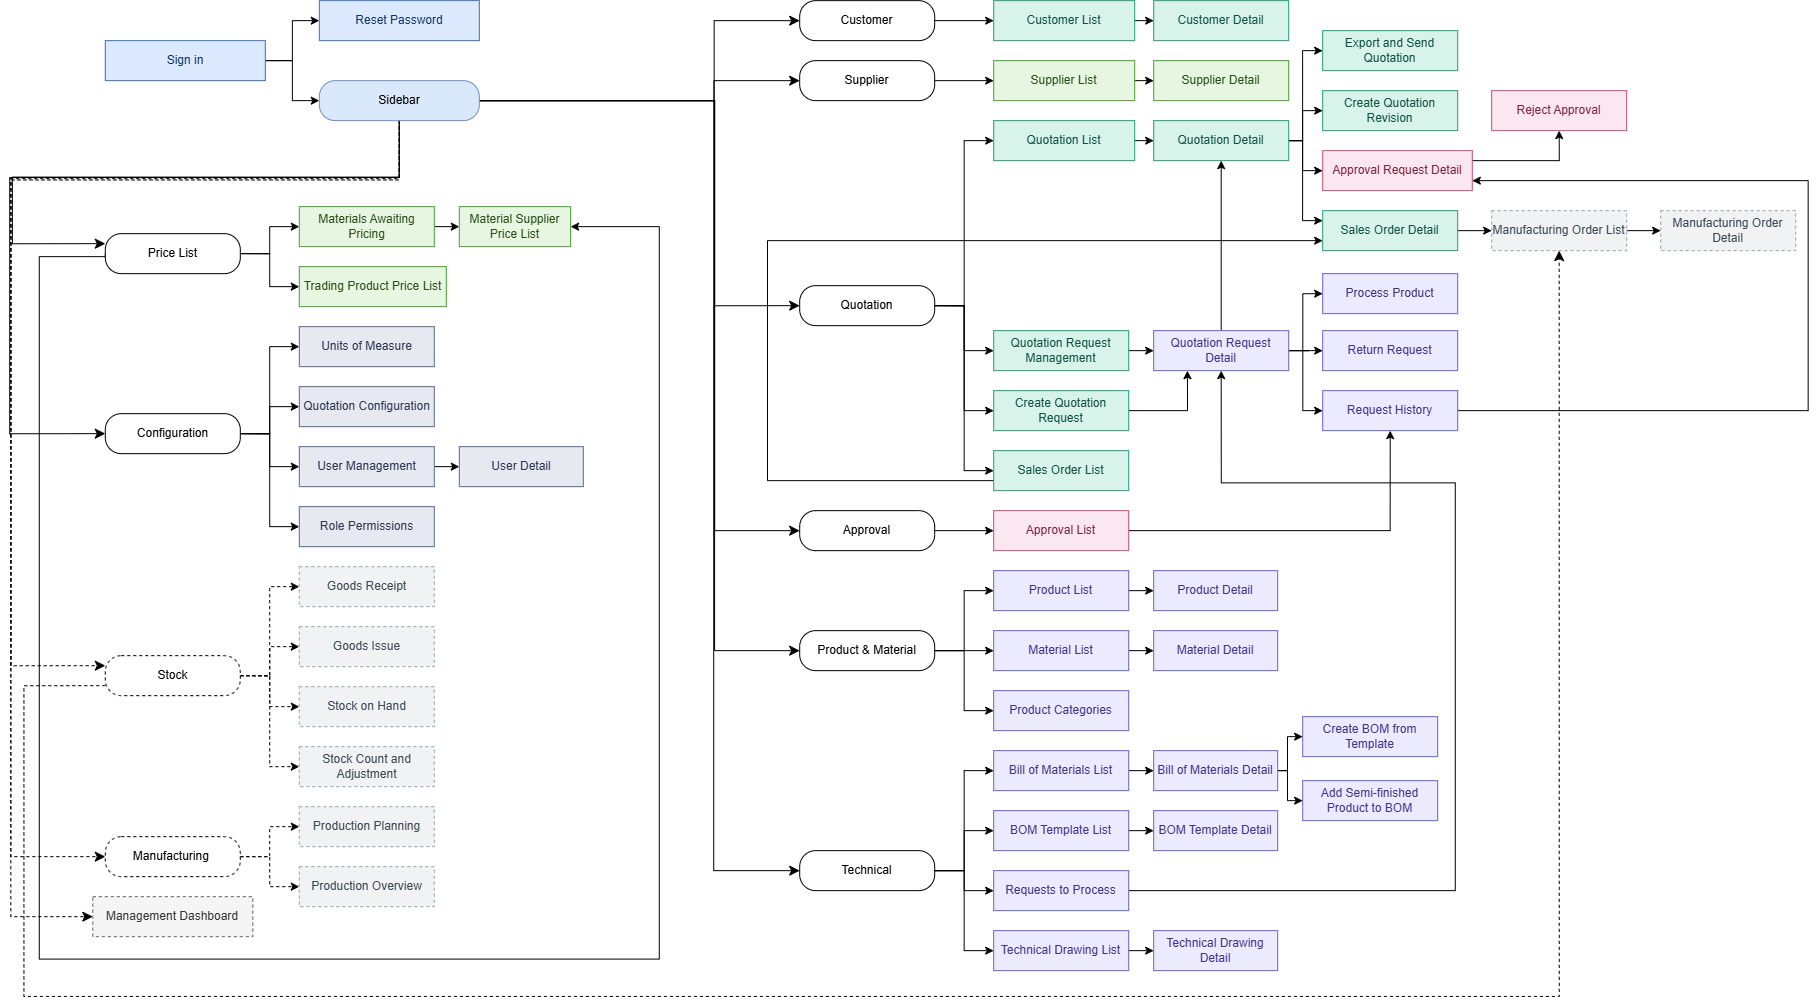 Reset Password
Sign in
Sidebar
Price List
Materials Awaiting
Pricing
Material Supplier
Price List
Trading Product Price List
Configuration
Units of Measure
Quotation Configuration
User Management
User Detail
Role Permissions
Stock
Goods Receipt
Goods Issue
Stock on Hand
Stock Count and
Adjustment
Manufacturing
Production Planning
Production Overview
Management Dashboard
Customer
Customer List
Customer Detail
Supplier
Supplier List
Supplier Detail
Quotation
Quotation List
Quotation Detail
Export and Send
Quotation
Create Quotation
Revision
Approval Request Detail
Reject Approval
Sales Order Detail
Manufacturing Order List
Manufacturing Order
Detail
Quotation Request
Management
Quotation Request
Detail
Process Product
Return Request
Request History
Create Quotation
Request
Sales Order List
Approval
Approval List
Product & Material
Product List
Product Detail
Material List
Material Detail
Product Categories
Technical
Bill of Materials List
Bill of Materials Detail
Create BOM from
Template
Add Semi-finished
Product to BOM
BOM Template List
BOM Template Detail
Requests to Process
Technical Drawing List
Technical Drawing
Detail